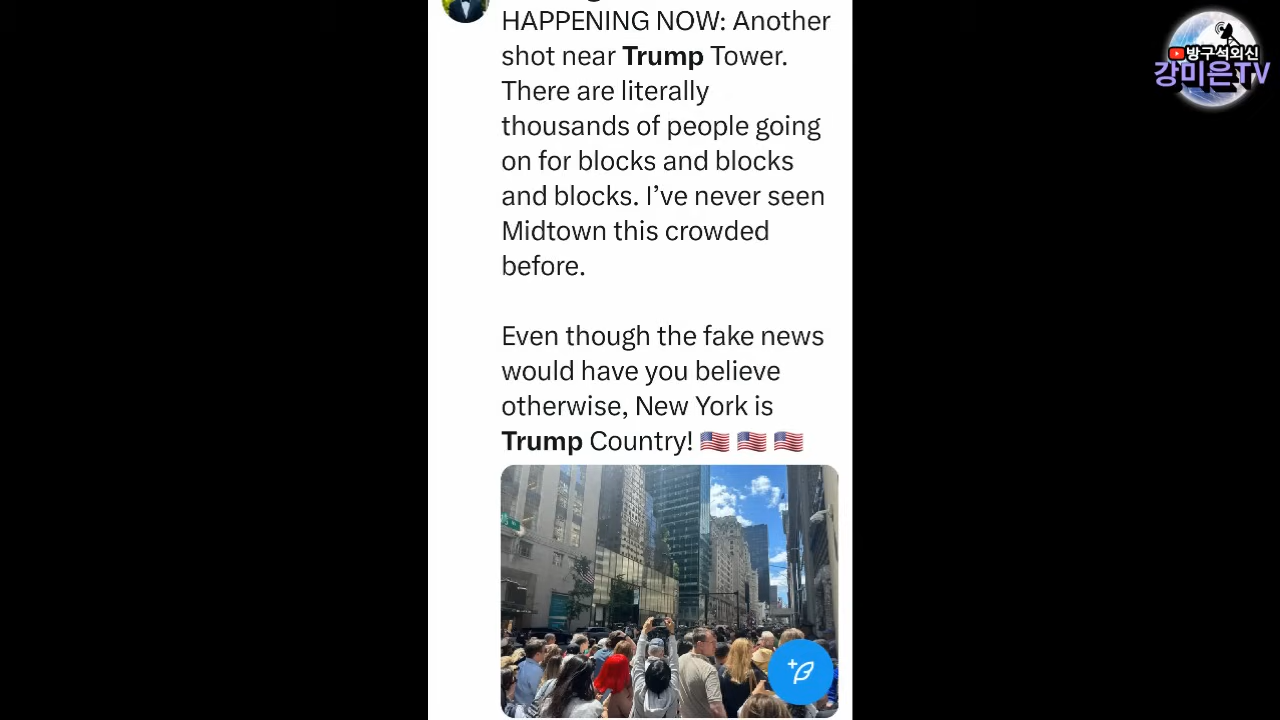 HAPPENING NOW: Another
shot near Trump Tower.
There are literally
thousands of people going
on for blocks and blocks
and blocks. I’ve never seen
Midtown this crowded
before.
Even though the fake news
would have you believe
otherwise, New York is
Trump Country! 🇺🇸 🇺🇸 🇺🇸
방구석외신
강미은TV